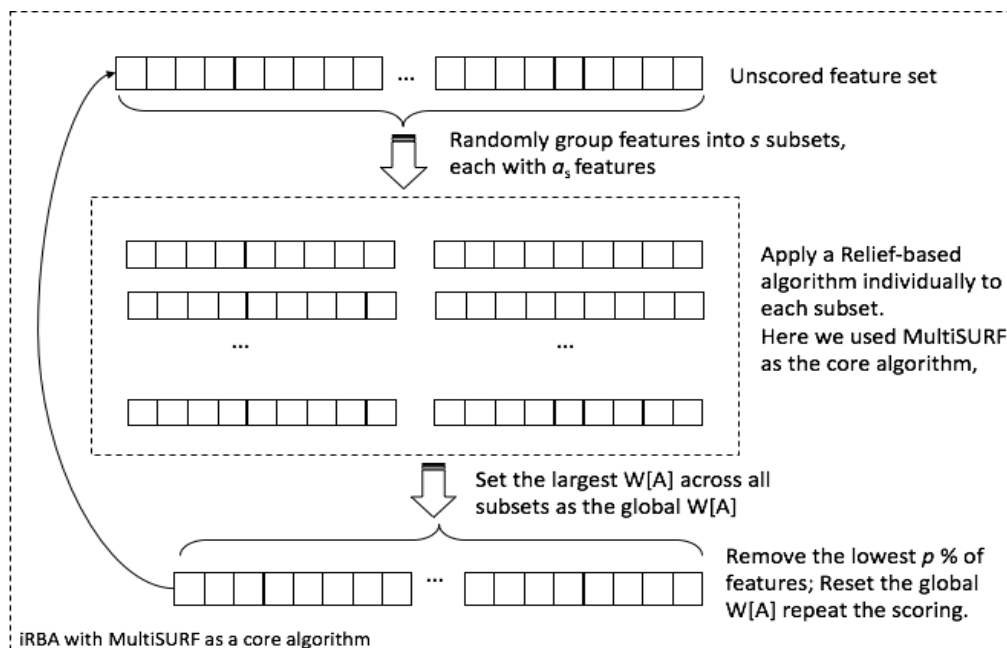 ...
Unscored feature set
Randomly group features into s subsets,
each with aₛ features
Apply a Relief-based
algorithm individually to
each subset.
Here we used MultiSURF
as the core algorithm,
... ...
Set the largest W[A] across all
subsets as the global W[A]
Remove the lowest p % of
features; Reset the global
W[A] repeat the scoring.
...
iRBA with MultiSURF as a core algorithm